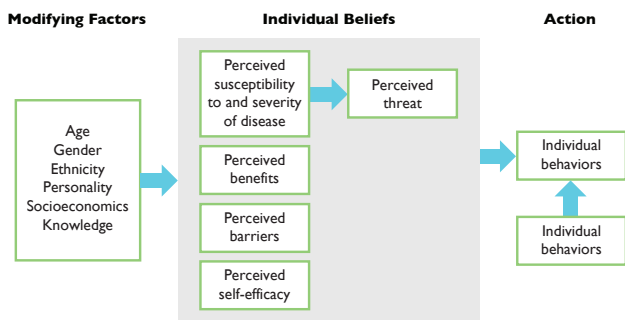 Modifying Factors
Individual Beliefs
Action
Age
Gender
Ethnicity
Personality
Socioeconomics
Knowledge
Perceived
susceptibility
to and severity
of disease
Perceived
threat
Perceived
benefits
Perceived
barriers
Perceived
self-efficacy
Individual
behaviors
Individual
behaviors